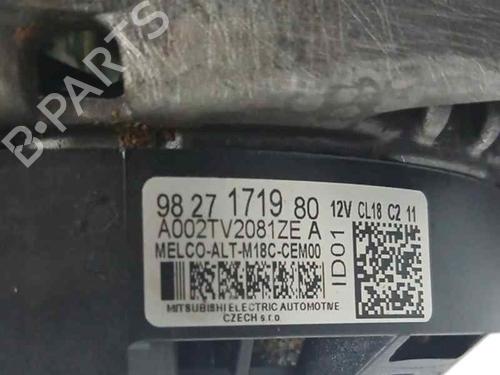 B-PARTS
98 27 1719 80 12V CL18 C2 11
A002TV2081ZE A
MELCO-ALT-M18C-CEM00
ID01
MITSUBISHI ELECTRIC AUTOMOTIVE
CZECH s.r.o